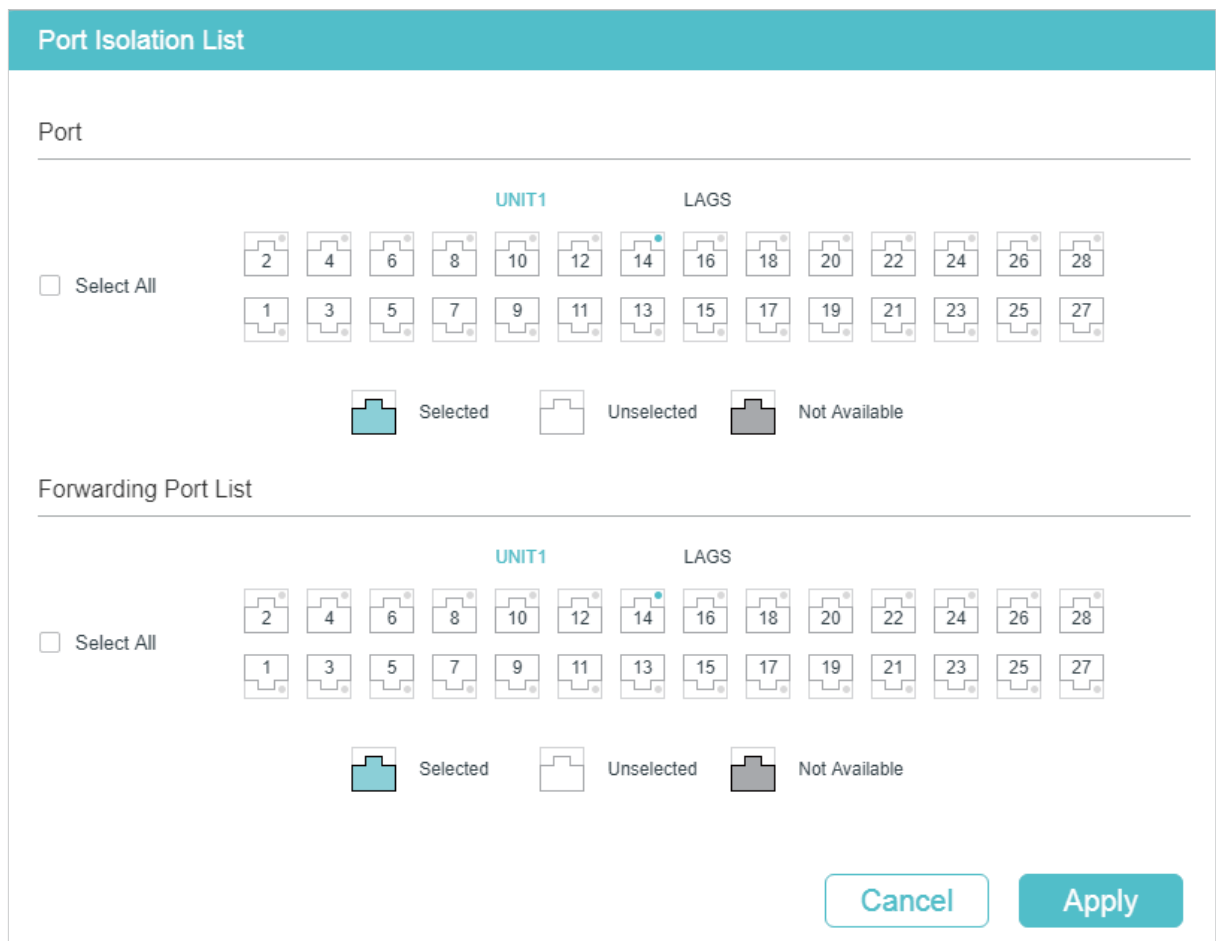 Port Isolation List
Port
UNIT1 LAGS
2 4 6 8 10 12 14 16 18 20 22 24 26 28
Select All
1 3 5 7 9 11 13 15 17 19 21 23 25 27
Selected Unselected Not Available
Forwarding Port List
UNIT1 LAGS
2 4 6 8 10 12 14 16 18 20 22 24 26 28
Select All
1 3 5 7 9 11 13 15 17 19 21 23 25 27
Selected Unselected Not Available
Cancel Apply